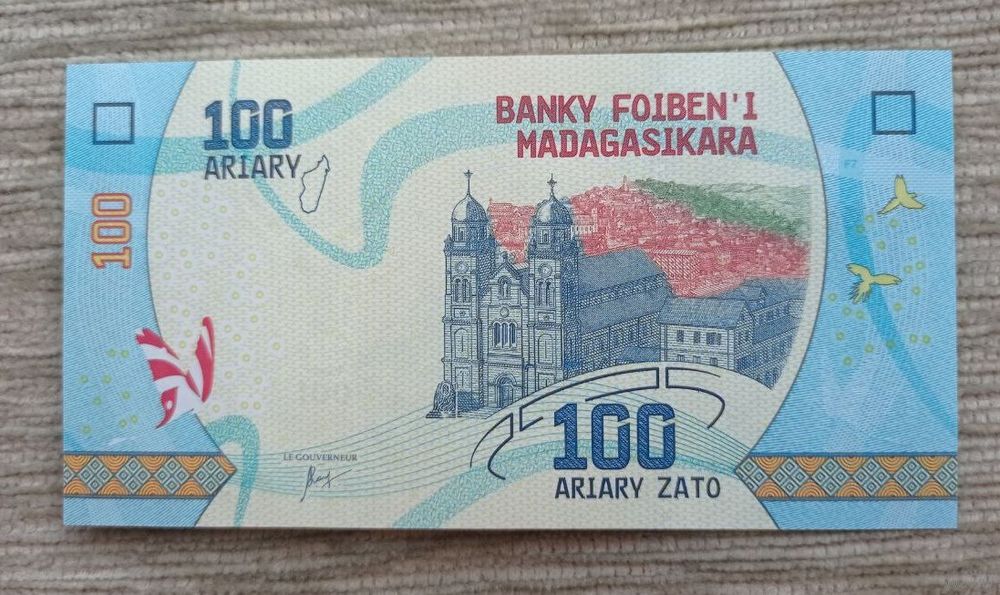 100
ARIARY
BANKY FOIBEN'I
MADAGASIKARA
100
LE GOUVERNEUR
100
ARIARY ZATO